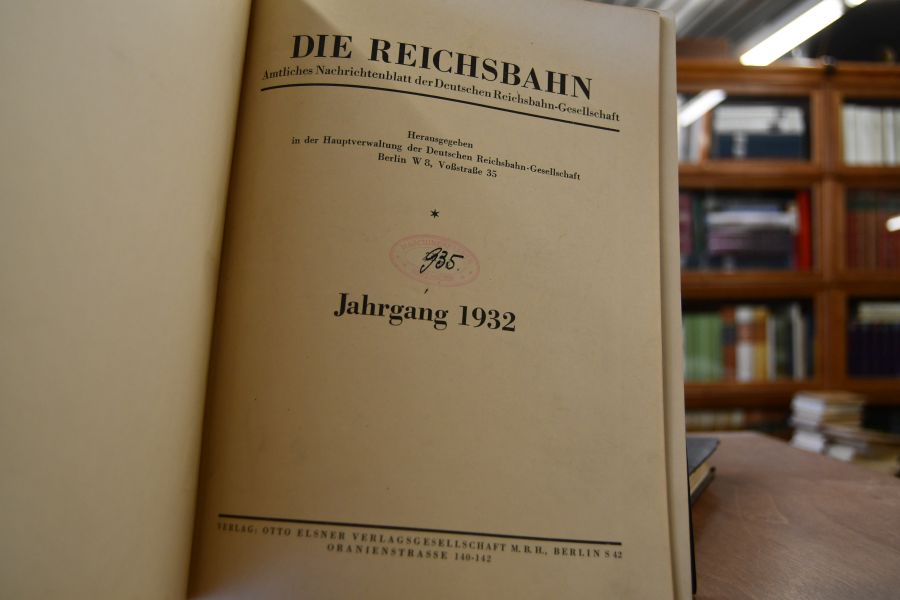 DIE REICHSBAHN
Amtliches Nachrichtenblatt der Deutschen Reichsbahn-Gesellschaft
Herausgegeben
in der Hauptverwaltung der Deutschen Reichsbahn-Gesellschaft
Berlin W 8, Voßstraße 35
*
935.
Jahrgang 1932
VERLAG: OTTO ELSNER VERLAGSGESELLSCHAFT M. B. H., BERLIN S 42
ORANIENSTRASSE 140-142